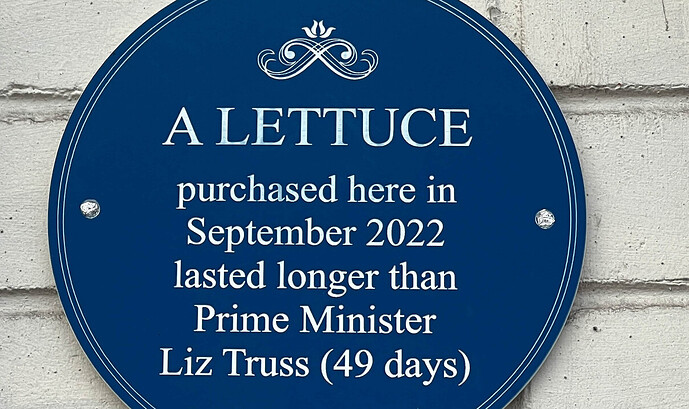 A LETTUCE
purchased here in
September 2022
lasted longer than
Prime Minister
Liz Truss (49 days)